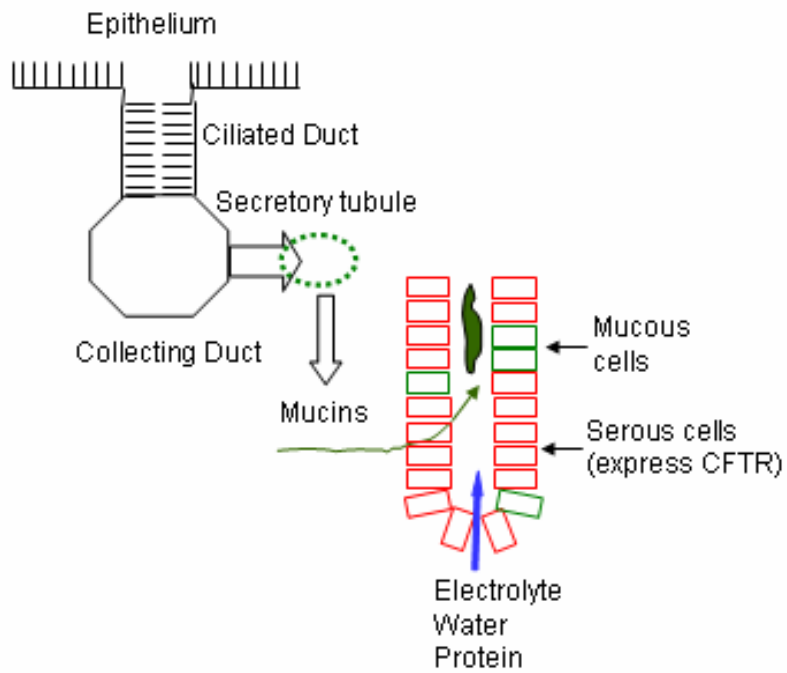 Epithelium
Ciliated Duct
Secretory tubule
Collecting Duct
Mucins
Mucous
cells
Serous cells
(express CFTR)
Electrolyte
Water
Protein